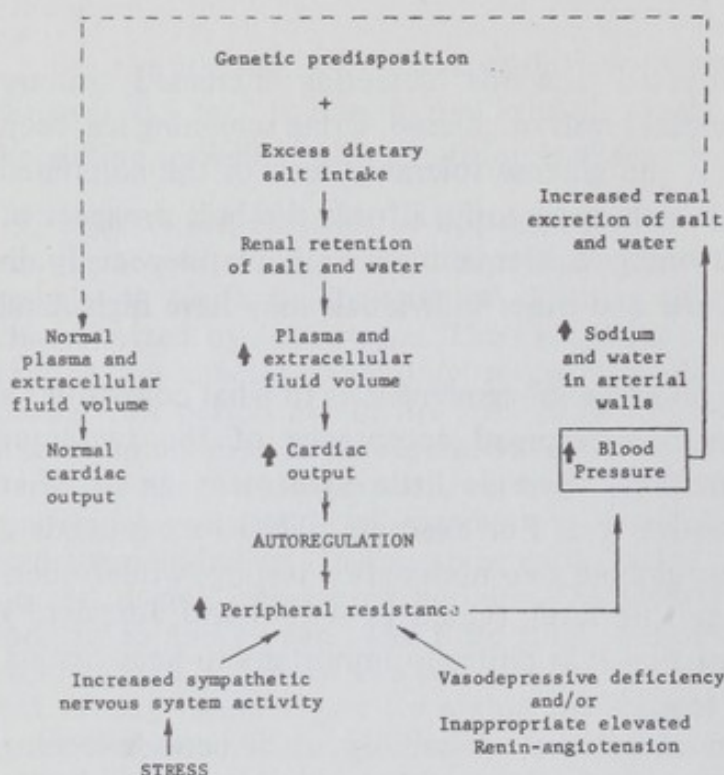 Genetic predisposition
+
Excess dietary
salt intake
Renal retention
of salt and water
Increased renal
excretion of salt
and water
Normal
plasma and
extracellular
fluid volume
Plasma and
extracellular
fluid volume
Sodium
and water
in arterial
walls
Normal
cardiac
output
Cardiac
output
Blood
Pressure
AUTOREGULATION
Peripheral resistance
Increased sympathetic
nervous system activity
STRESS
Vasodepressive deficiency
and/or
Inappropriate elevated
Renin-angiotension